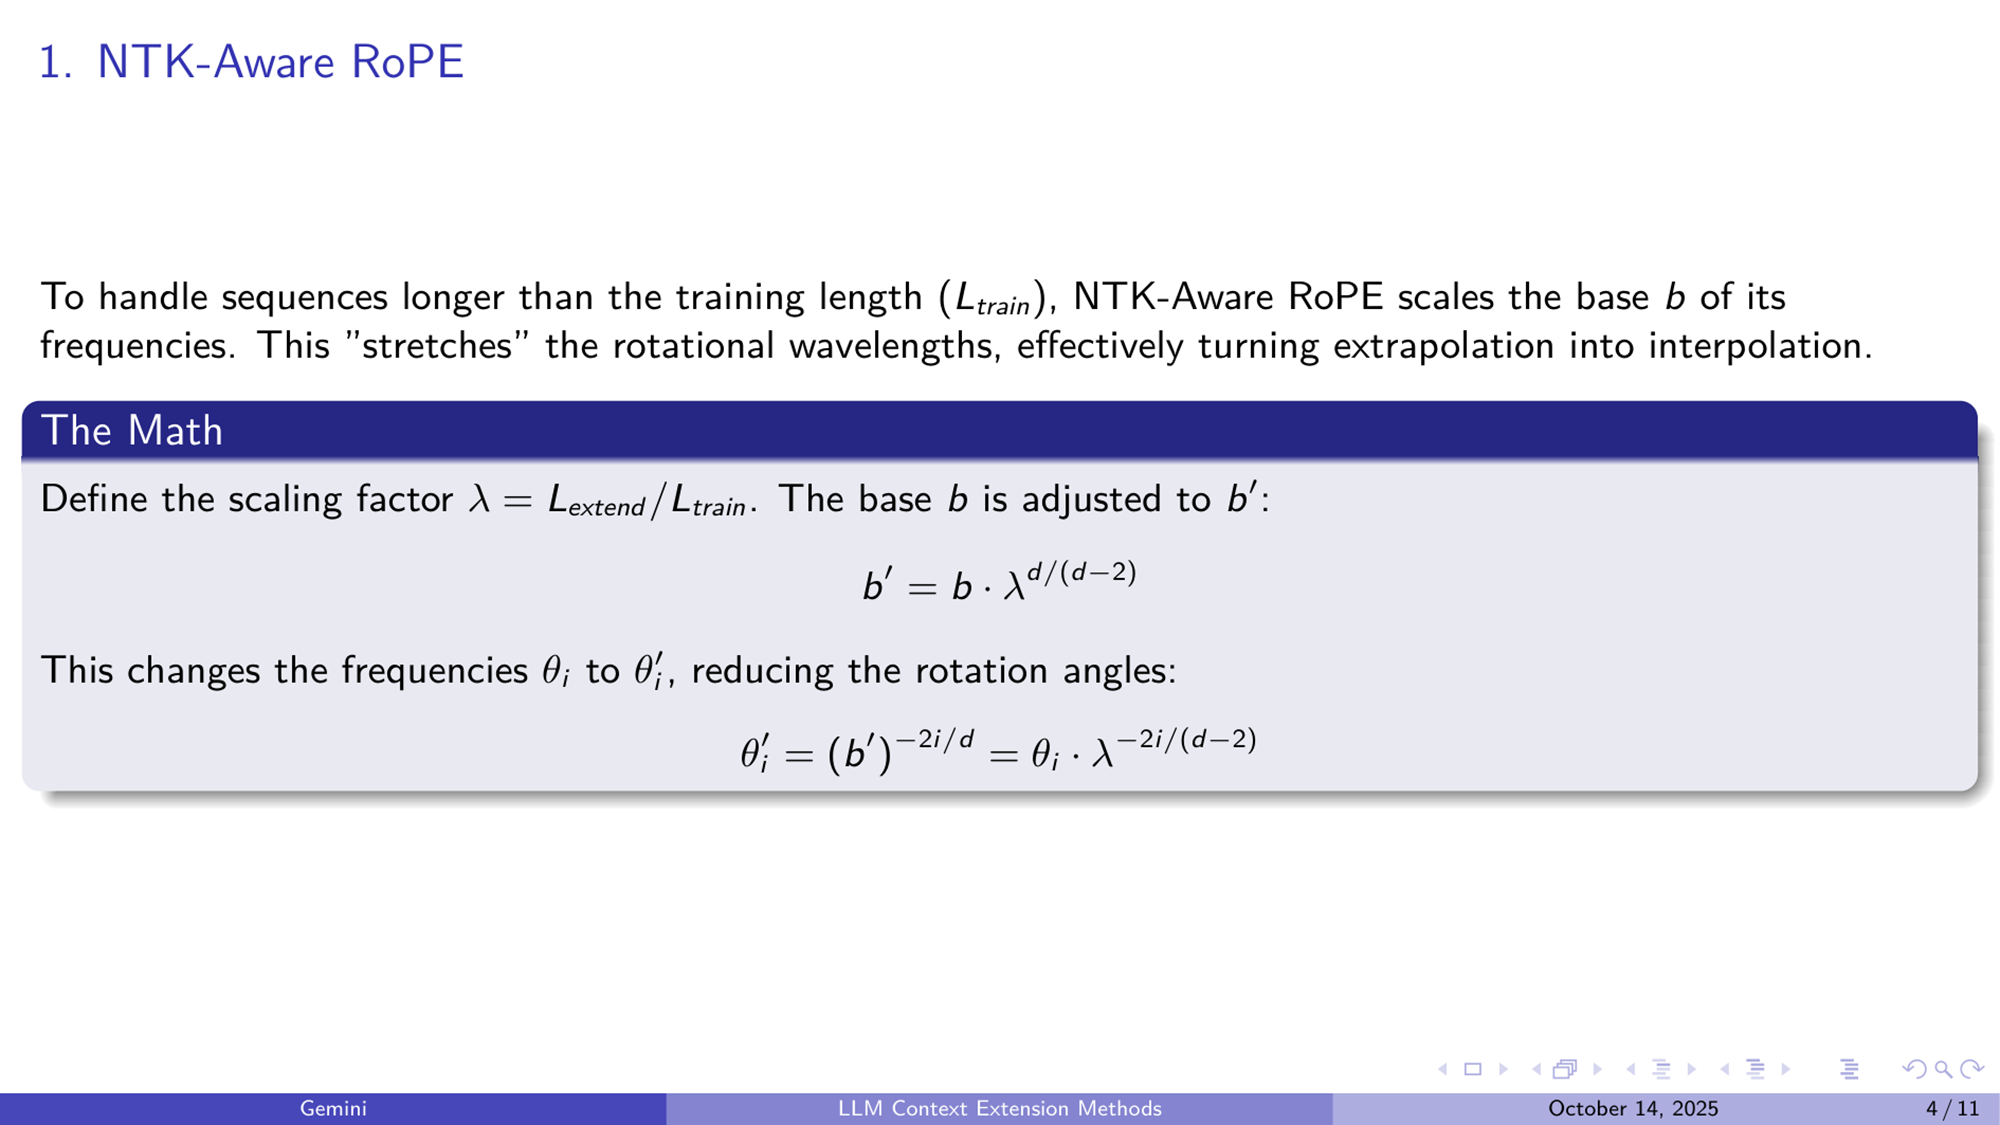 1. NTK-Aware RoPE
To handle sequences longer than the training length (L_train), NTK-Aware RoPE scales the base b of its
frequencies. This ”stretches” the rotational wavelengths, effectively turning extrapolation into interpolation.
The Math
Define the scaling factor λ = L_extend/L_train. The base b is adjusted to b′:
b′ = b · λ^{d/(d−2)}
This changes the frequencies θ_i to θ′_i, reducing the rotation angles:
θ′_i = (b′)^{−2i/d} = θ_i · λ^{−2i/(d−2)}
Gemini
LLM Context Extension Methods
October 14, 2025
4 / 11